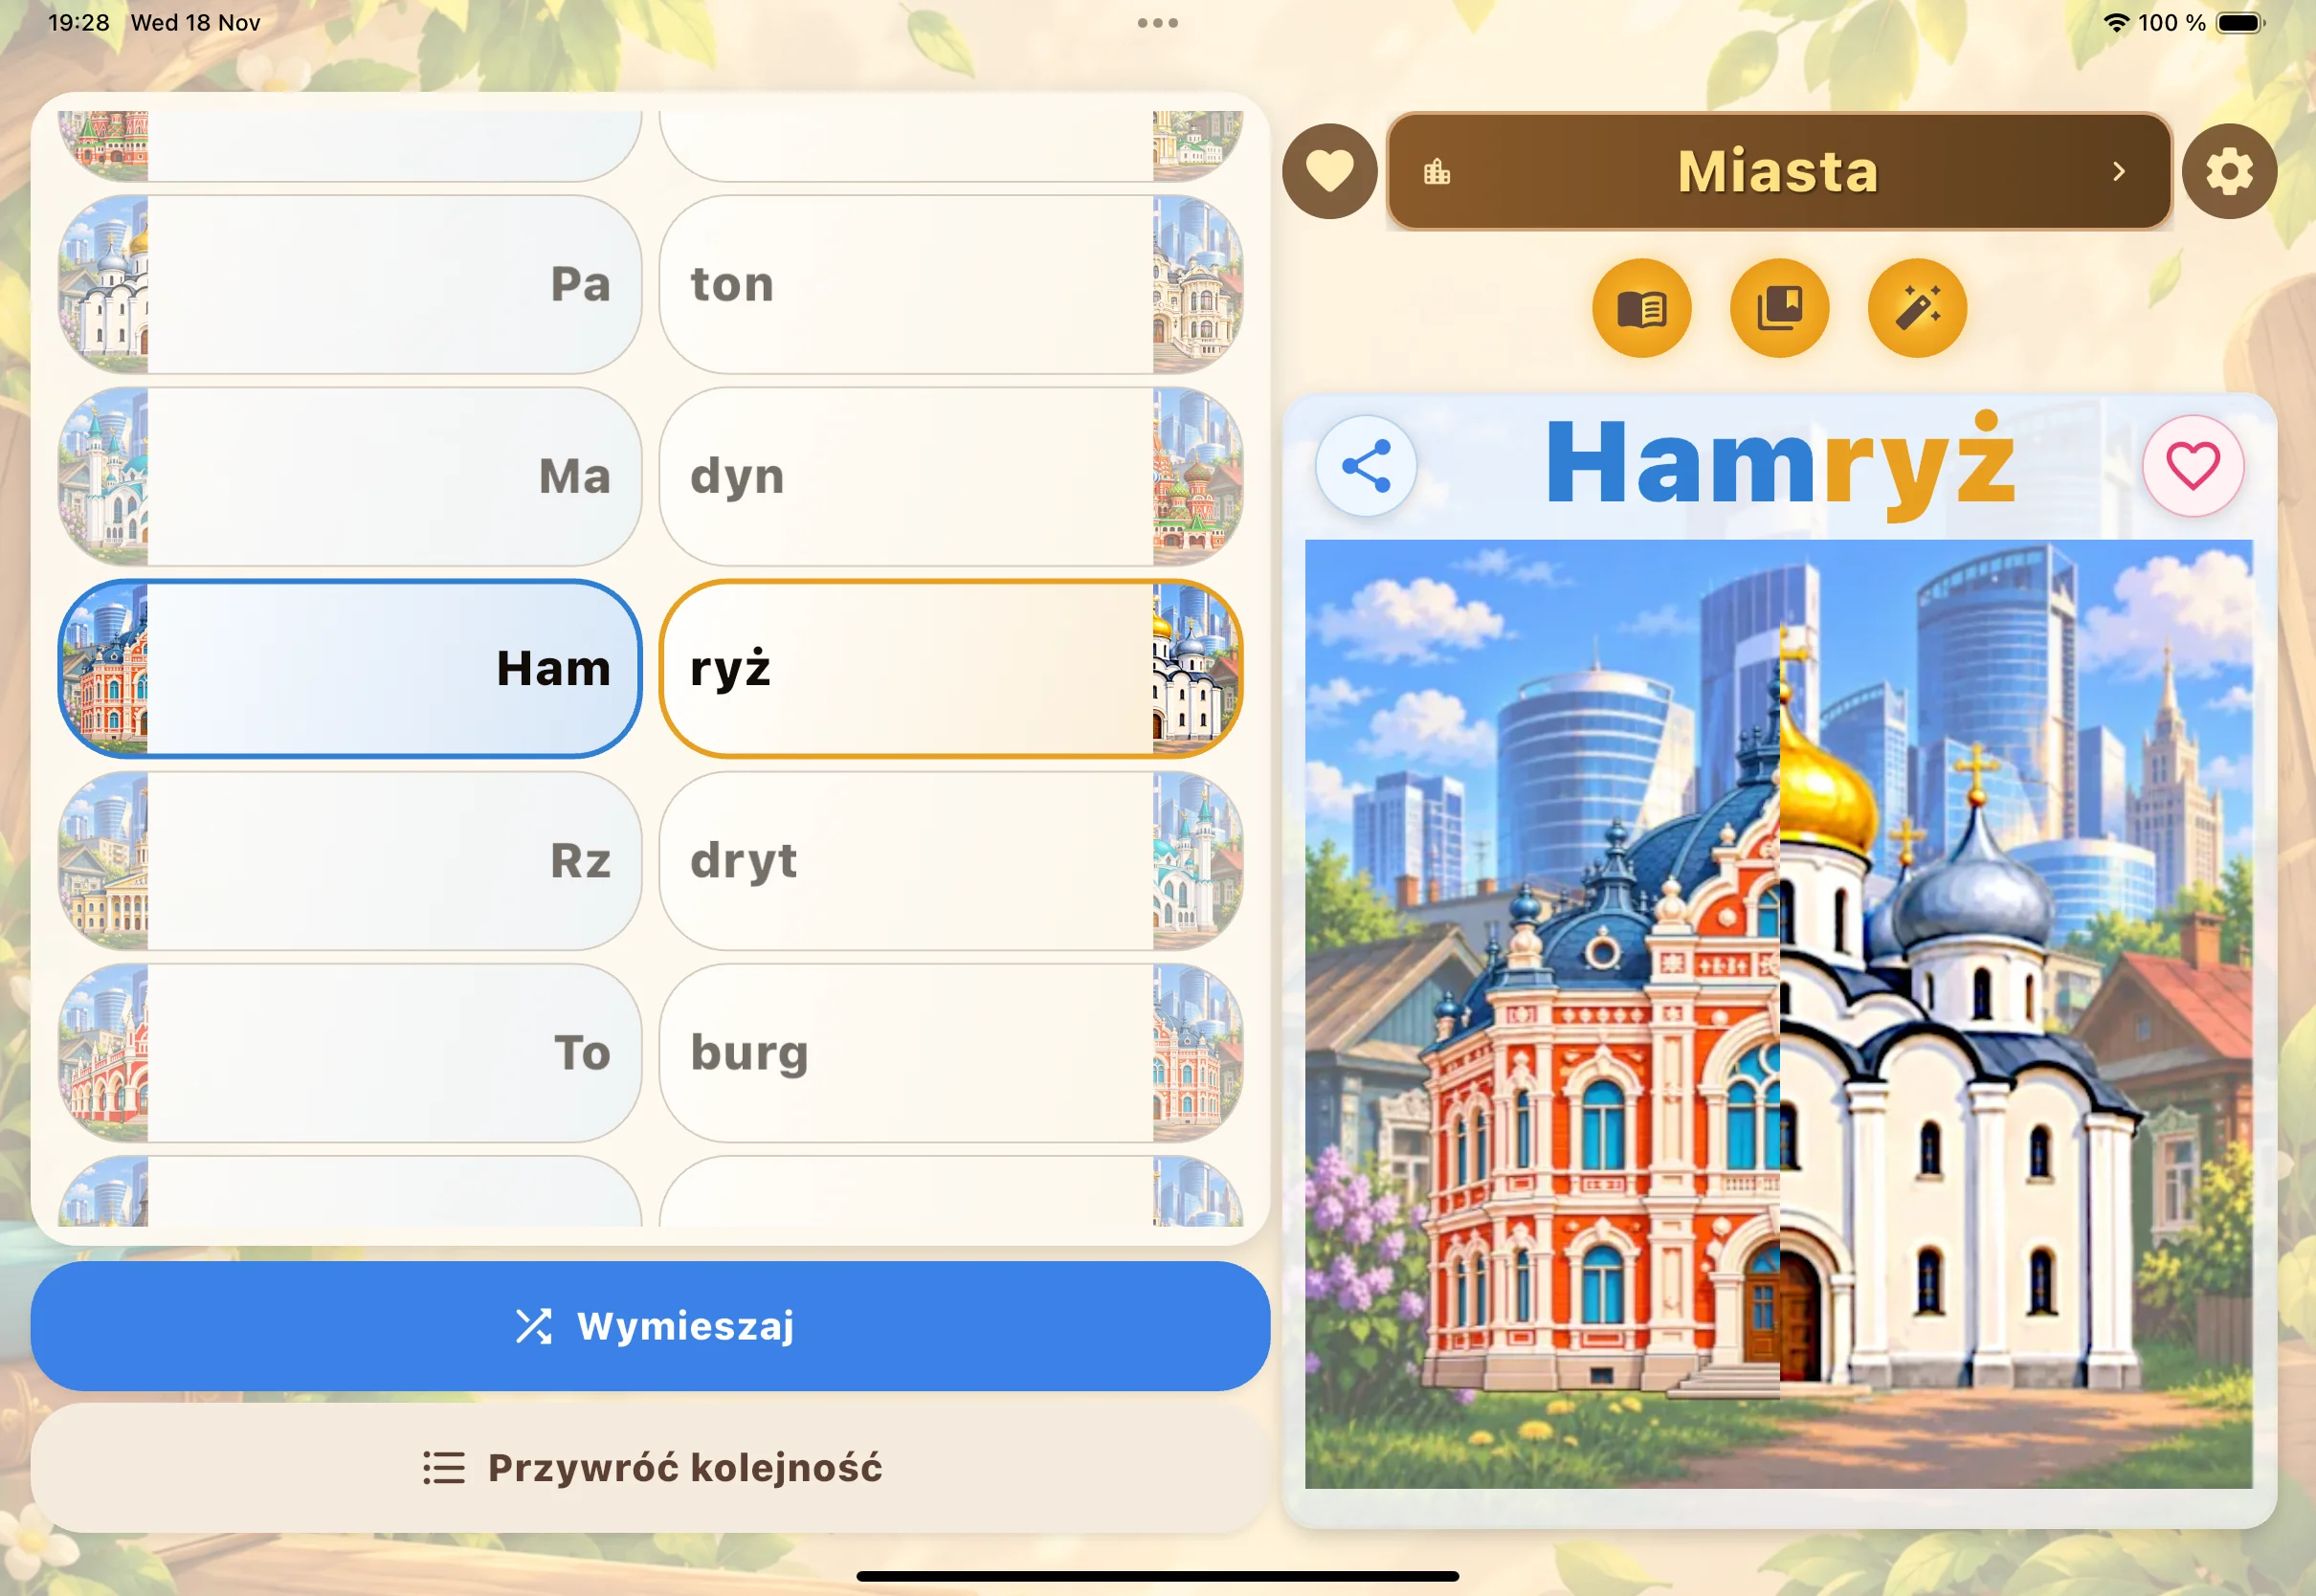 19:28 Wed 18 Nov
100 %
Pa
ton
Ma
dyn
Ham
ryż
Rz
dryt
To
burg
Wymieszaj
Przywróć kolejność
Miasta
Hamryż